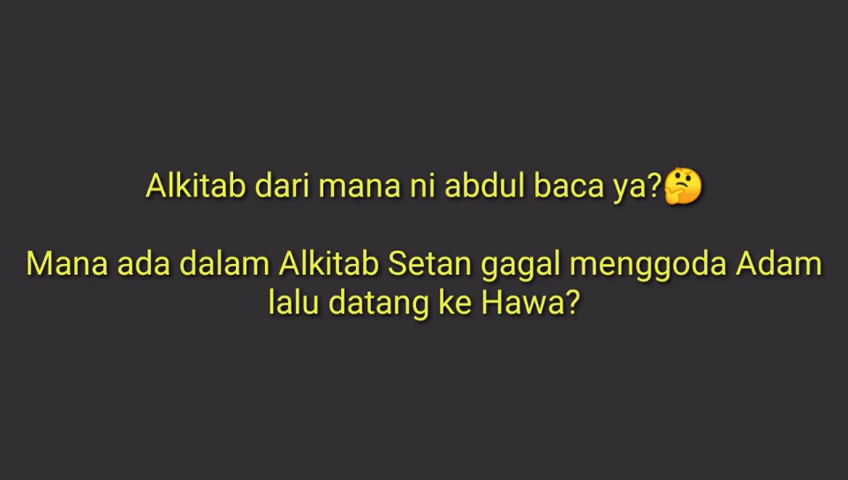 Alkitab dari mana ni abdul baca ya?🤔
Mana ada dalam Alkitab Setan gagal menggoda Adam
lalu datang ke Hawa?